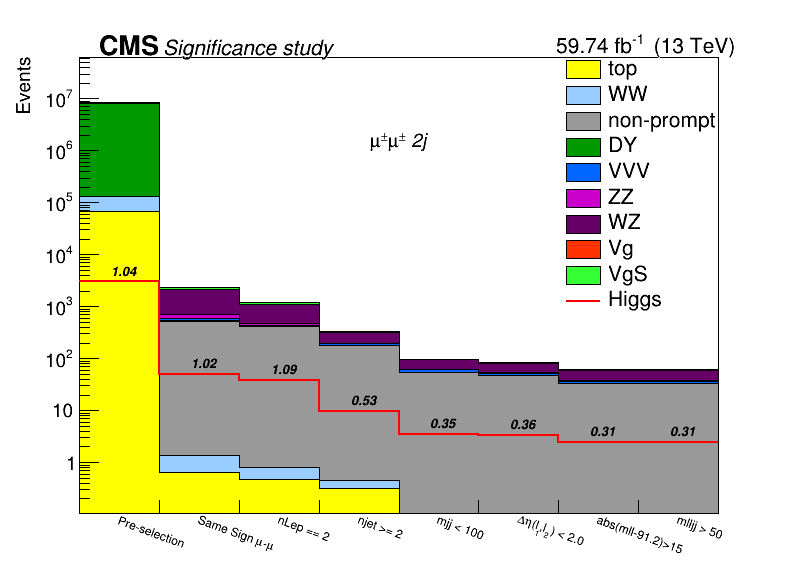 CMS Significance study
59.74 fb⁻¹ (13 TeV)
Events
μ±μ± 2j
top
WW
non-prompt
DY
VVV
ZZ
WZ
Vg
VgS
Higgs
10⁷
10⁶
10⁵
10⁴
10³
10²
10
1
1.04
1.02
1.09
0.53
0.35
0.36
0.31
0.31
Pre-selection
Same Sign μ-μ
nLep == 2
njet >= 2
mjj < 100
Δη(l₁,l₂) < 2.0
abs(mll-91.2)>15
mlljj > 50